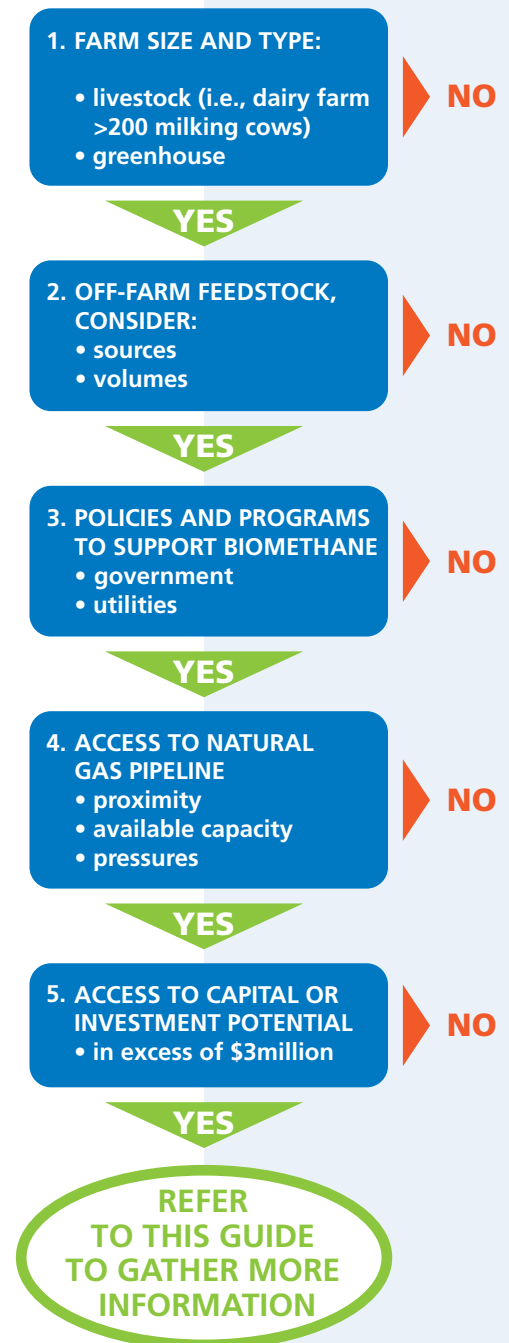 1. FARM SIZE AND TYPE:
• livestock (i.e., dairy farm
>200 milking cows)
• greenhouse
NO
YES
2. OFF-FARM FEEDSTOCK,
CONSIDER:
• sources
• volumes
NO
YES
3. POLICIES AND PROGRAMS
TO SUPPORT BIOMETHANE
• government
• utilities
NO
YES
4. ACCESS TO NATURAL
GAS PIPELINE
• proximity
• available capacity
• pressures
NO
YES
5. ACCESS TO CAPITAL OR
INVESTMENT POTENTIAL
• in excess of $3million
NO
YES
REFER
TO THIS GUIDE
TO GATHER MORE
INFORMATION